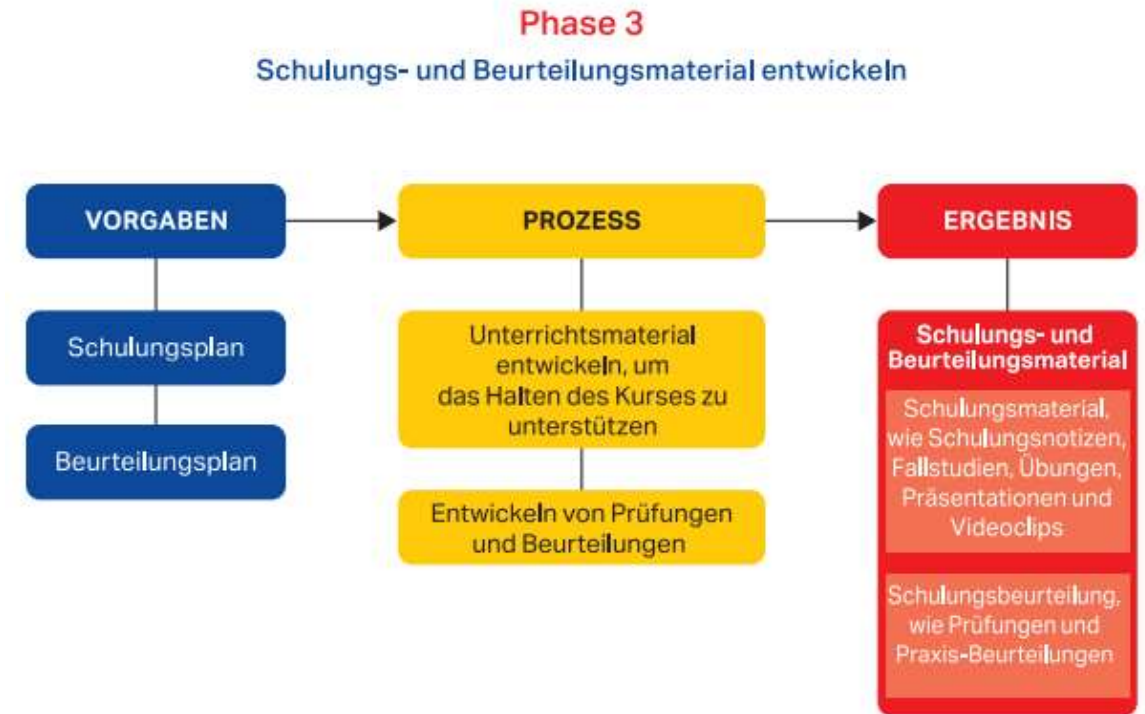 Phase 3
Schulungs- und Beurteilungsmaterial entwickeln
VORGABEN
Schulungsplan
Beurteilungsplan
PROZESS
Unterrichtsmaterial
entwickeln, um
das Halten des Kurses zu
unterstützen
Entwickeln von Prüfungen
und Beurteilungen
ERGEBNIS
Schulungs- und
Beurteilungsmaterial
Schulungsmaterial,
wie Schulungsnotizen,
Fallstudien, Übungen,
Präsentationen und
Videoclips
Schulungsbeurteilung,
wie Prüfungen und
Praxis-Beurteilungen